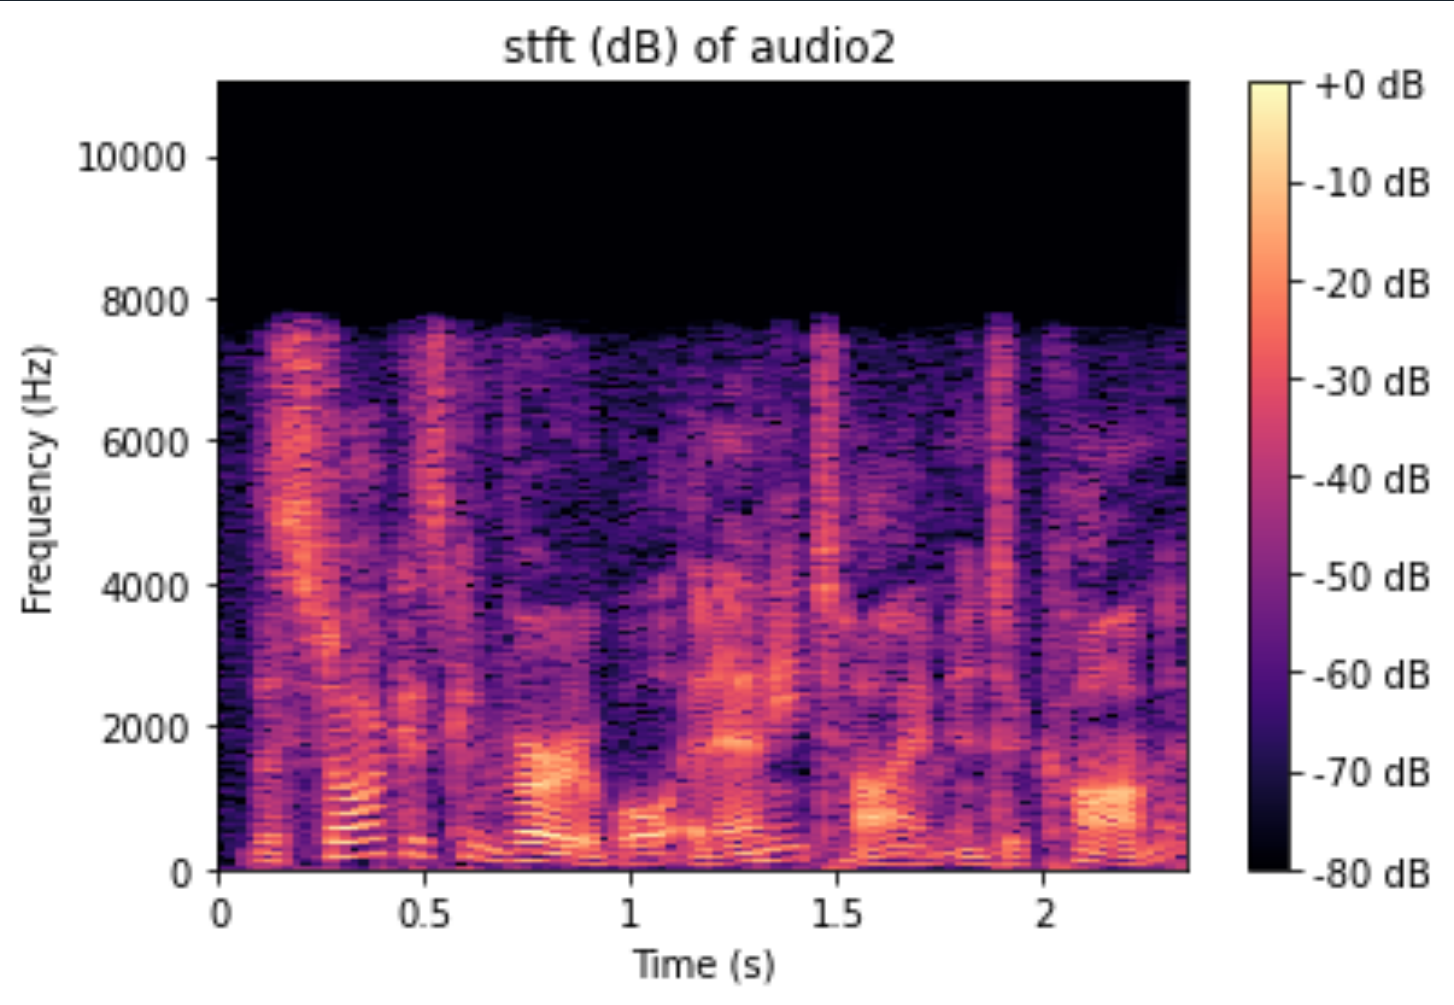 stft (dB) of audio2
Frequency (Hz)
10000
8000
6000
4000
2000
0
0 0.5 1 1.5 2
Time (s)
+0 dB
-10 dB
-20 dB
-30 dB
-40 dB
-50 dB
-60 dB
-70 dB
-80 dB